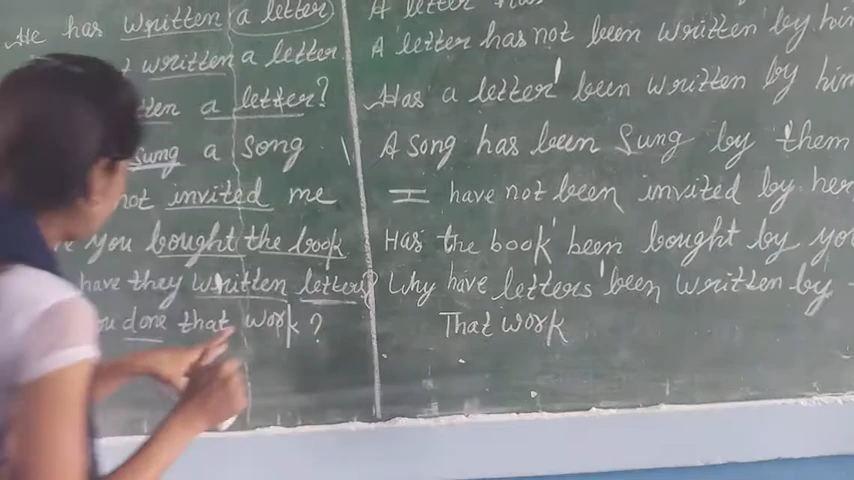 He has written a letter
written a letter
a letter?
sung a song
not invited me
you bought the book
have they written letters?
you done that work?
A letter has
A letter has not been written by him
Has a letter been written by him
A song has been sung by them
I have not been invited by her
Has the book been bought by you
Why have letters been written by
That work